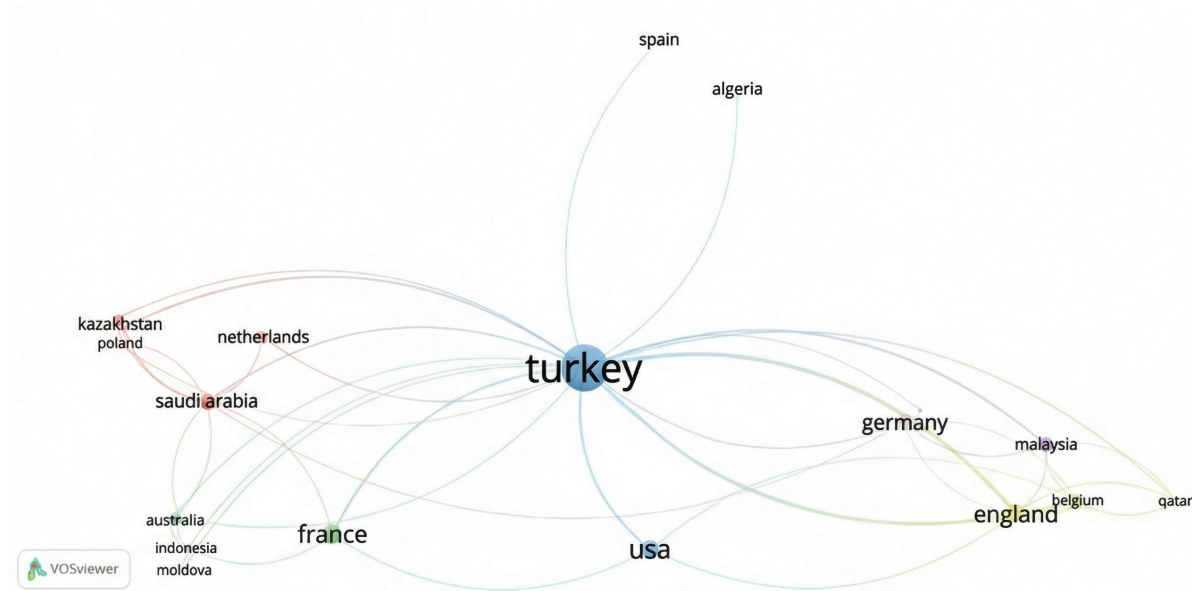 spain
algeria
kazakhstan
poland
netherlands
turkey
saudi arabia
germany
malaysia
australia
france
indonesia
moldova
usa
england
belgium
qatar
VOSviewer